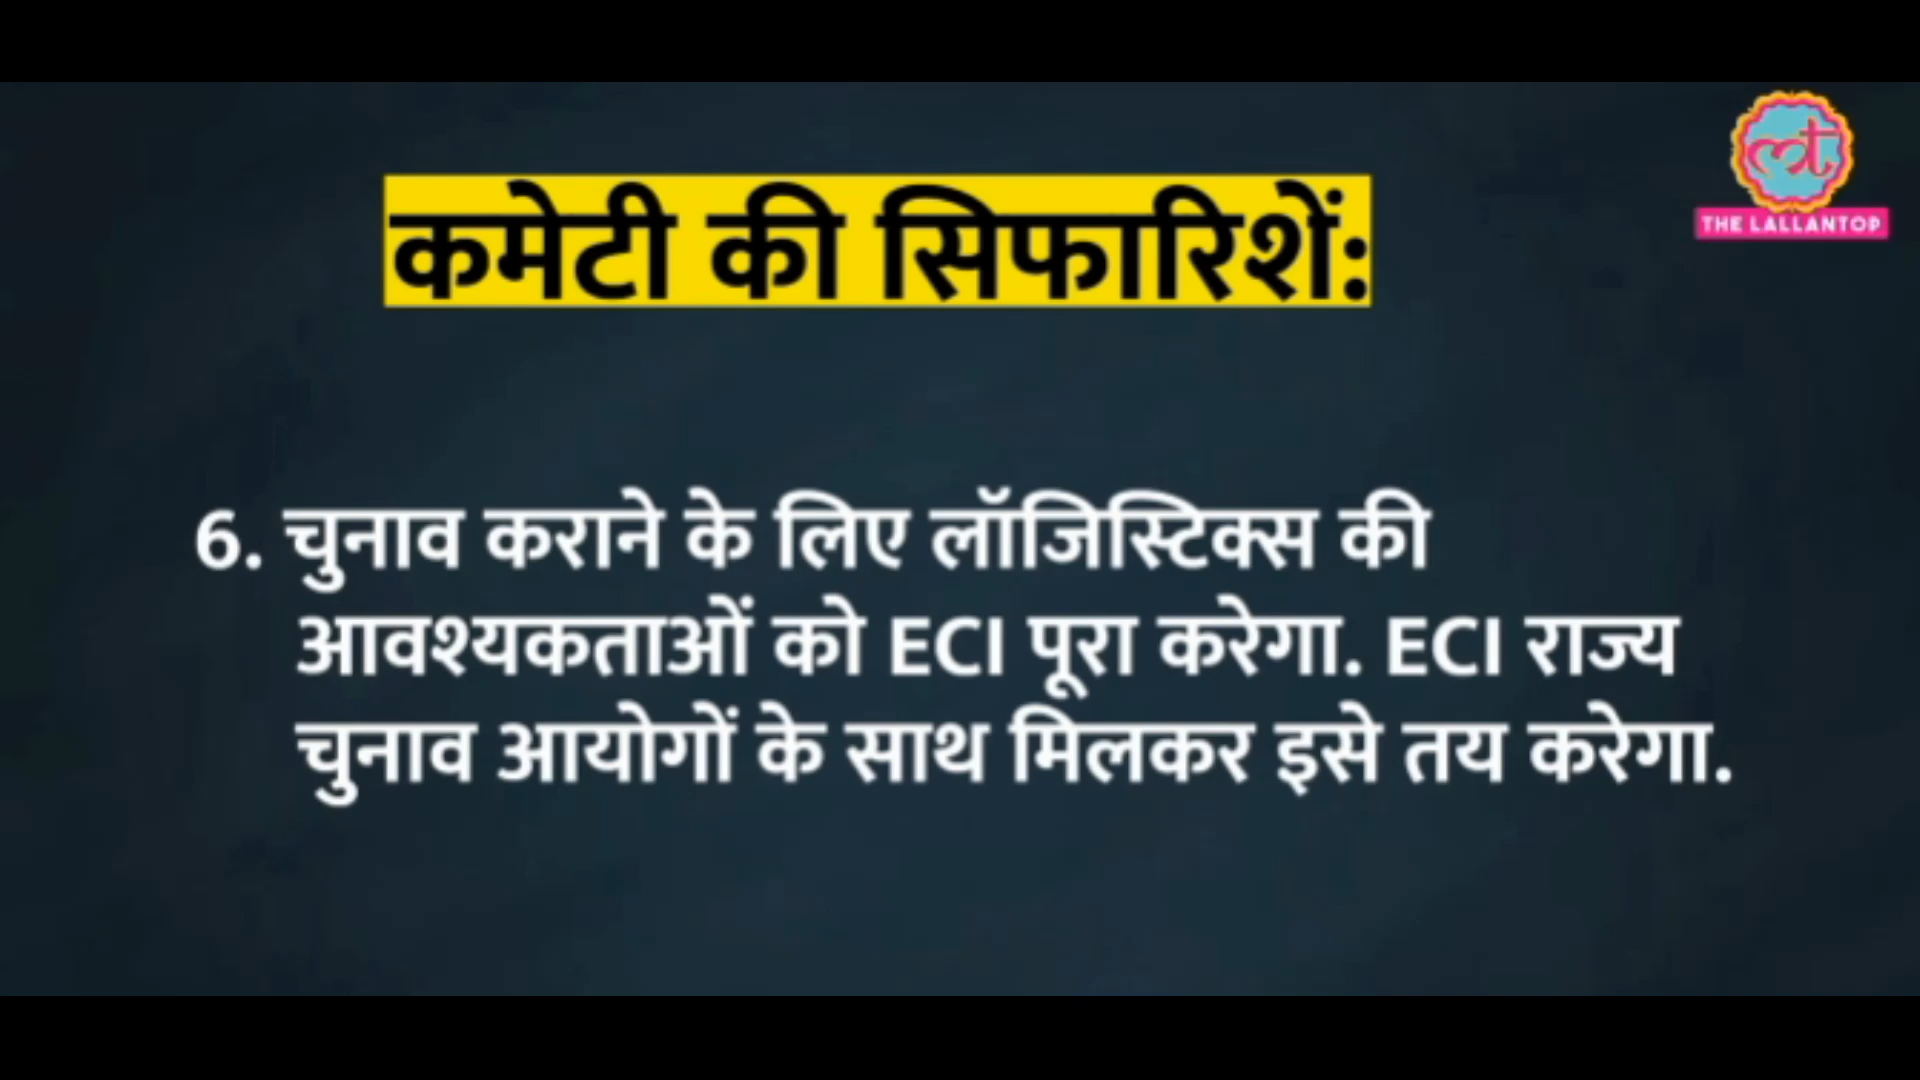 THE LALLANTOP
कमेटी की सिफारिशें:
6. चुनाव कराने के लिए लॉजिस्टिक्स की
आवश्यकताओं को ECI पूरा करेगा. ECI राज्य
चुनाव आयोगों के साथ मिलकर इसे तय करेगा.